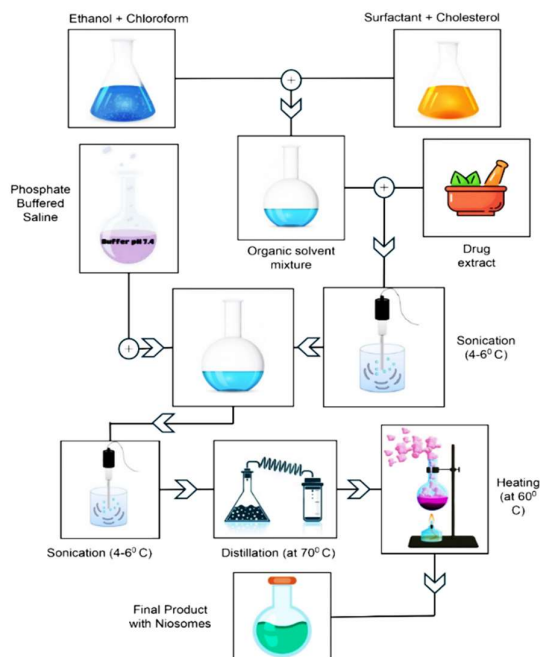 Ethanol + Chloroform
Surfactant + Cholesterol
Phosphate
Buffered
Saline
Buffer pH 7.4
Organic solvent
mixture
Drug
extract
Sonication
(4-6⁰ C)
Sonication (4-6⁰ C)
Distillation (at 70⁰ C)
Heating
(at 60⁰
C)
Final Product
with Niosomes